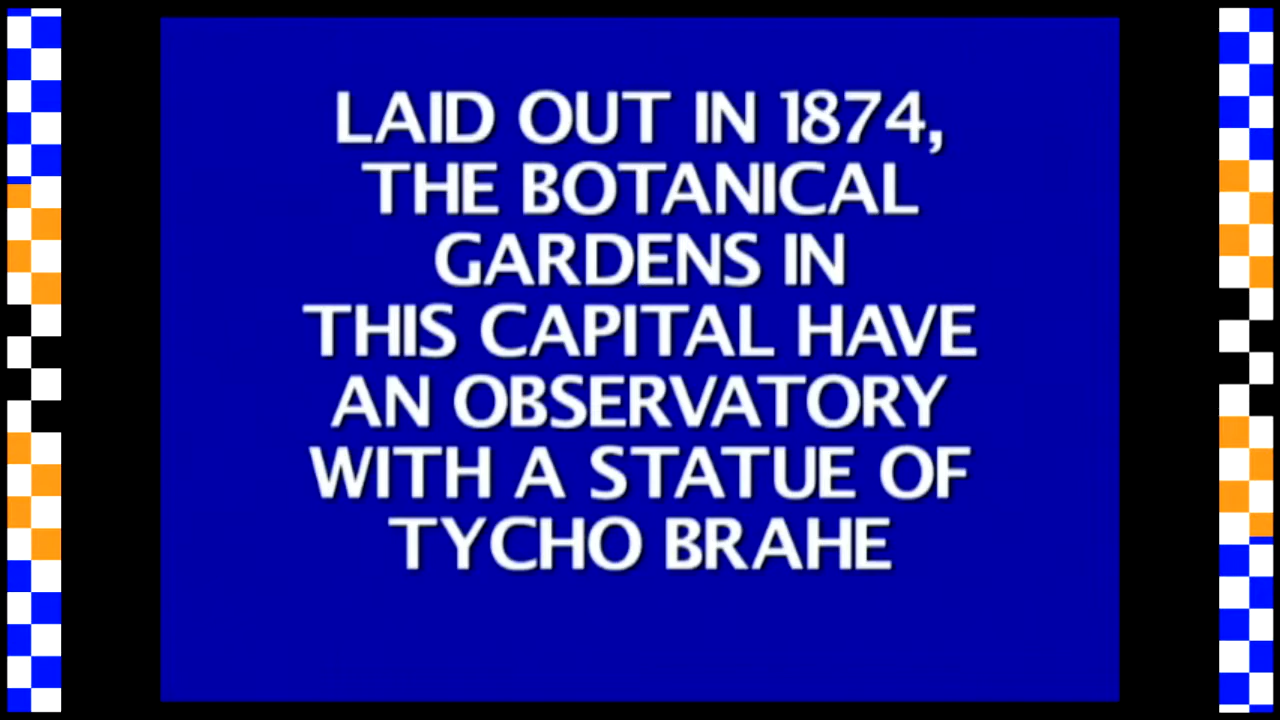 LAID OUT IN 1874,
THE BOTANICAL
GARDENS IN
THIS CAPITAL HAVE
AN OBSERVATORY
WITH A STATUE OF
TYCHO BRAHE